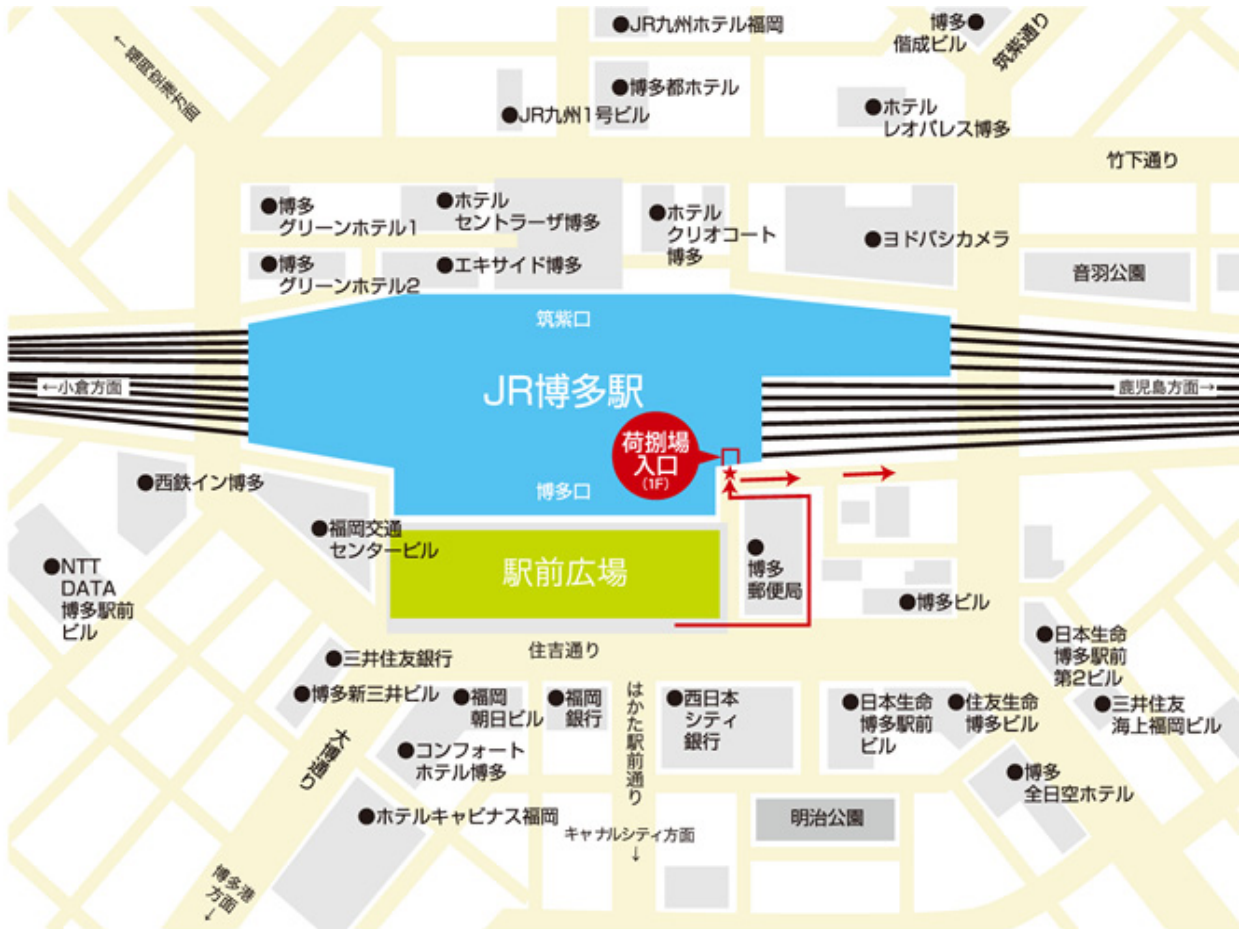 ●JR九州ホテル福岡
博多●
偕成ビル
筑紫通り
←福岡空港方面
●博多都ホテル
●JR九州1号ビル
●ホテル
レオパレス博多
竹下通り
●博多
グリーンホテル1
●ホテル
セントラーザ博多
●ホテル
クリオコート
博多
●ヨドバシカメラ
●博多
グリーンホテル2
●エキサイド博多
音羽公園
筑紫口
←小倉方面
JR博多駅
鹿児島方面→
荷捌場
入口
(1F)
●西鉄イン博多
博多口
●福岡交通
センタービル
駅前広場
●
博多
郵便局
●NTT
DATA
博多駅前
ビル
●博多ビル
住吉通り
●日本生命
博多駅前
第2ビル
●三井住友銀行
●博多新三井ビル
●福岡
朝日ビル
●福岡
銀行
はかた駅前通り
●西日本
シティ
銀行
●日本生命
博多駅前
ビル
●住友生命
博多ビル
●三井住友
海上福岡ビル
大博通り
●コンフォート
ホテル博多
●博多
全日空ホテル
●ホテルキャビナス福岡
キャナルシティ方面
↓
明治公園
博多港
方面
↓